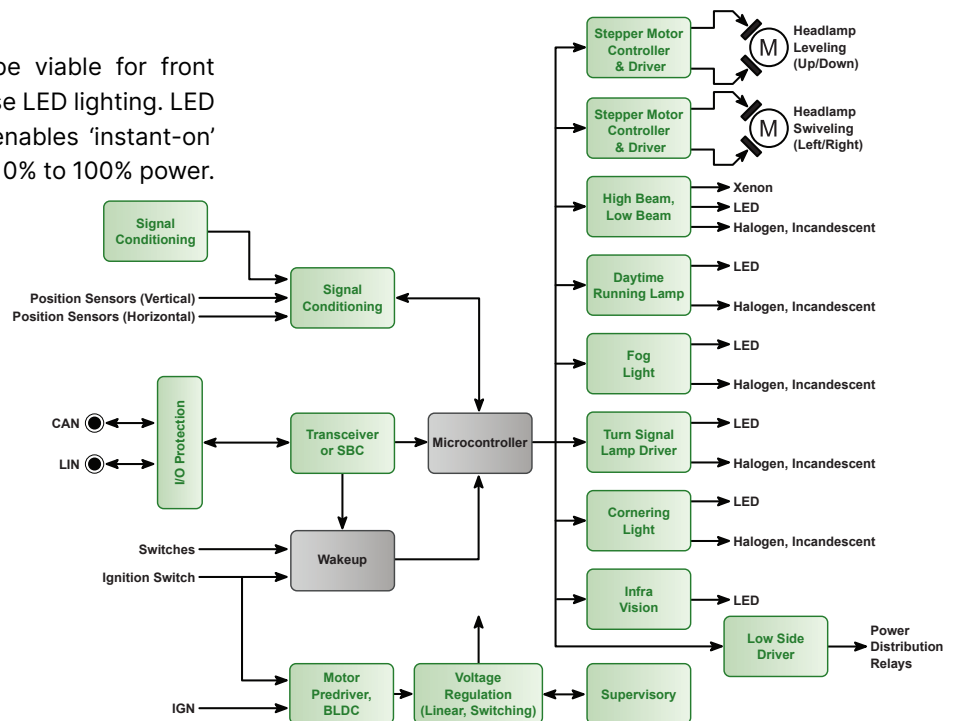 be viable for front
se LED lighting. LED
enables ‘instant-on’
0% to 100% power.
Signal
Conditioning
Position Sensors (Vertical)
Position Sensors (Horizontal)
Signal
Conditioning
CAN
LIN
I/O Protection
Transceiver
or SBC
Microcontroller
Switches
Ignition Switch
Wakeup
IGN
Motor
Predriver,
BLDC
Voltage
Regulation
(Linear, Switching)
Supervisory
Stepper Motor
Controller
& Driver
M
Headlamp
Leveling
(Up/Down)
Stepper Motor
Controller
& Driver
M
Headlamp
Swiveling
(Left/Right)
High Beam,
Low Beam
Xenon
LED
Halogen, Incandescent
Daytime
Running Lamp
LED
Halogen, Incandescent
Fog
Light
LED
Halogen, Incandescent
Turn Signal
Lamp Driver
LED
Halogen, Incandescent
Cornering
Light
LED
Halogen, Incandescent
Infra
Vision
LED
Low Side
Driver
Power
Distribution
Relays